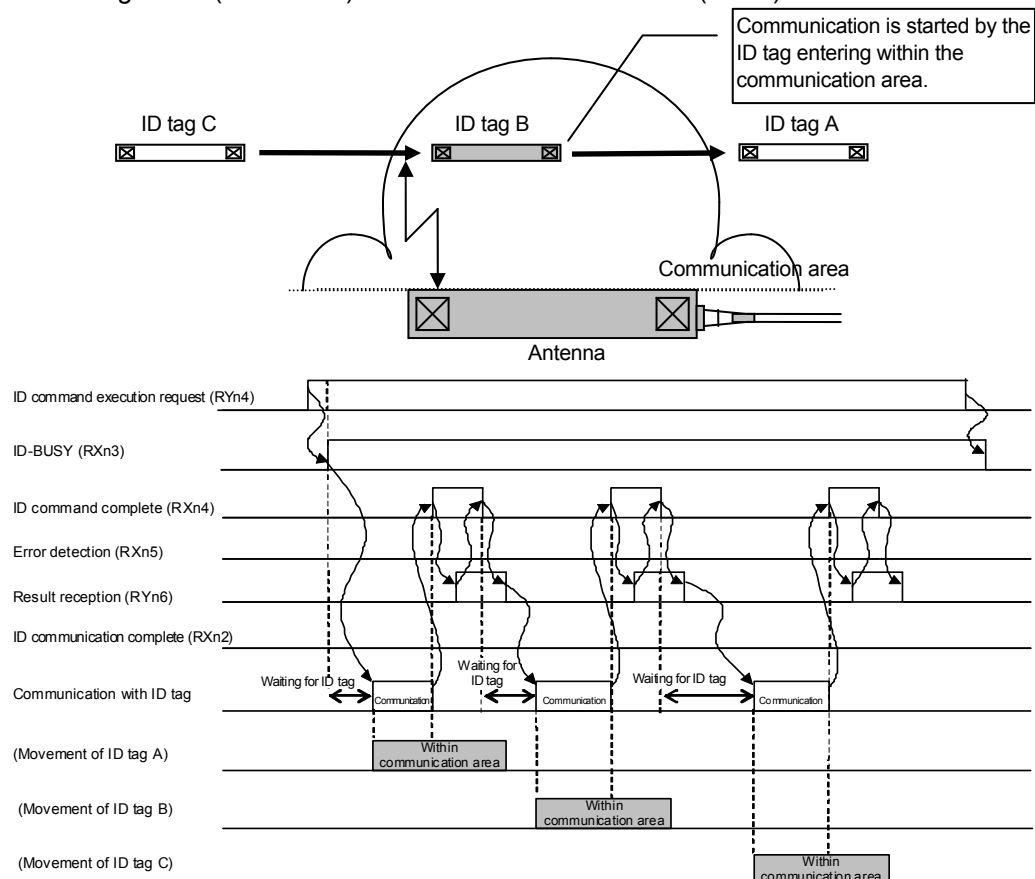 Communication is started by the
ID tag entering within the
communication area.
ID tag C
ID tag B
ID tag A
Communication area
Antenna
ID command execution request (RYn4)
ID-BUSY (RXn3)
ID command complete (RXn4)
Error detection (RXn5)
Result reception (RYn6)
ID communication complete (RXn2)
Communication with ID tag
Waiting for ID tag
Communication
Waiting for
ID tag
Communication
Waiting for ID tag
Communication
(Movement of ID tag A)
Within
communication area
(Movement of ID tag B)
Within
communication area
(Movement of ID tag C)
Within
communication area